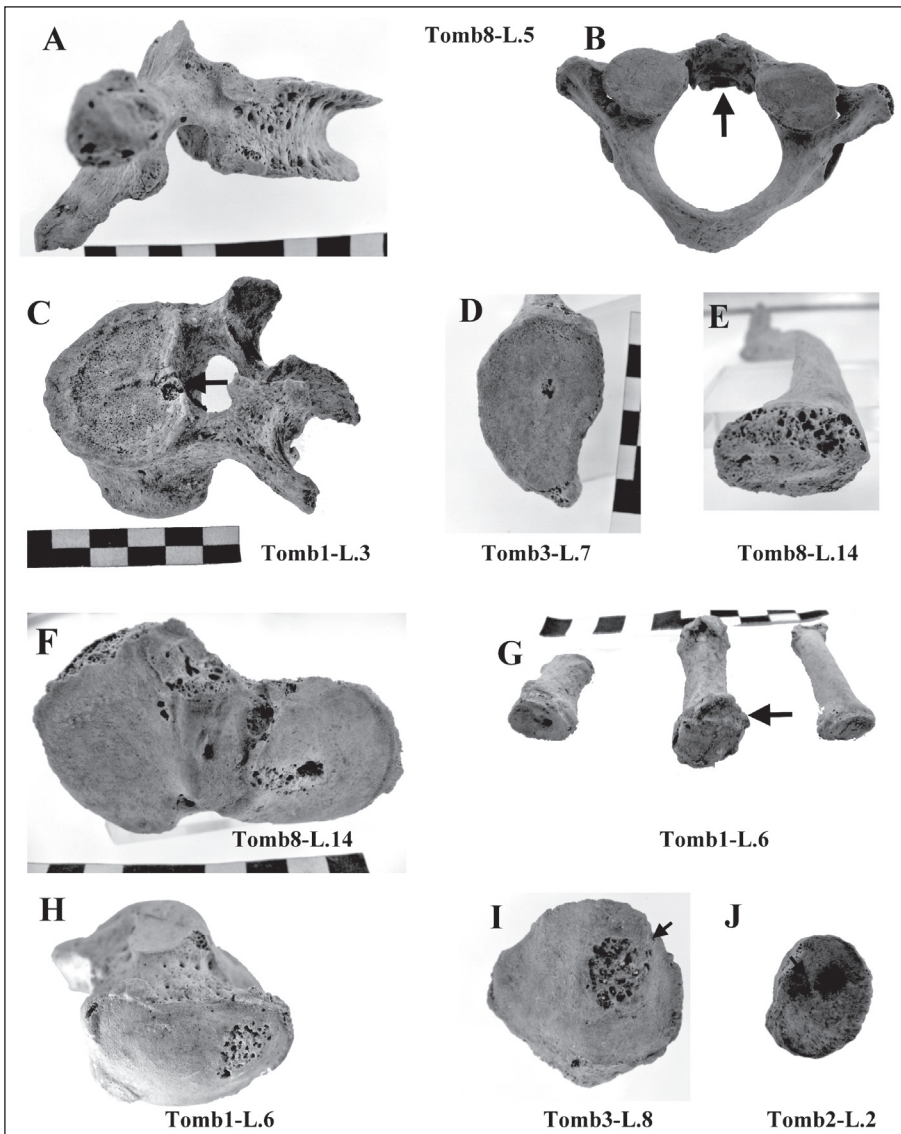 A Tomb8-L.5 B
C D E
Tomb1-L.3 Tomb3-L.7 Tomb8-L.14
F G
Tomb8-L.14
Tomb1-L.6
H I J
Tomb1-L.6 Tomb3-L.8 Tomb2-L.2